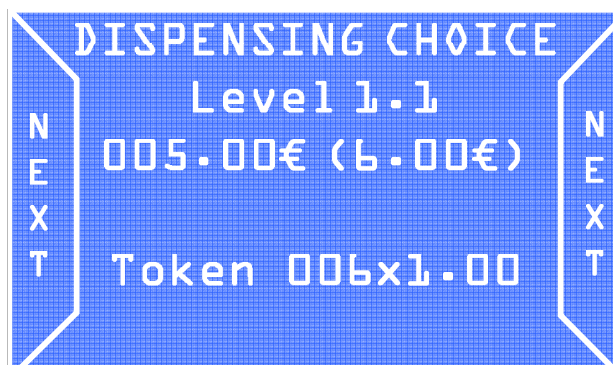 DISPENSING CHOICE
Level 1.1
005.00€ (6.00€)
Token 006x1.00
NEXT
NEXT